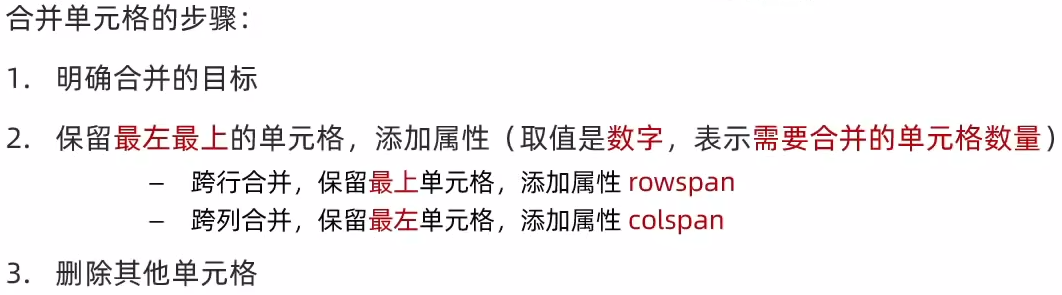 合并单元格的步骤：
1. 明确合并的目标
2. 保留最左最上的单元格，添加属性（取值是数字，表示需要合并的单元格数量）
– 跨行合并，保留最上单元格，添加属性 rowspan
– 跨列合并，保留最左单元格，添加属性 colspan
3. 删除其他单元格